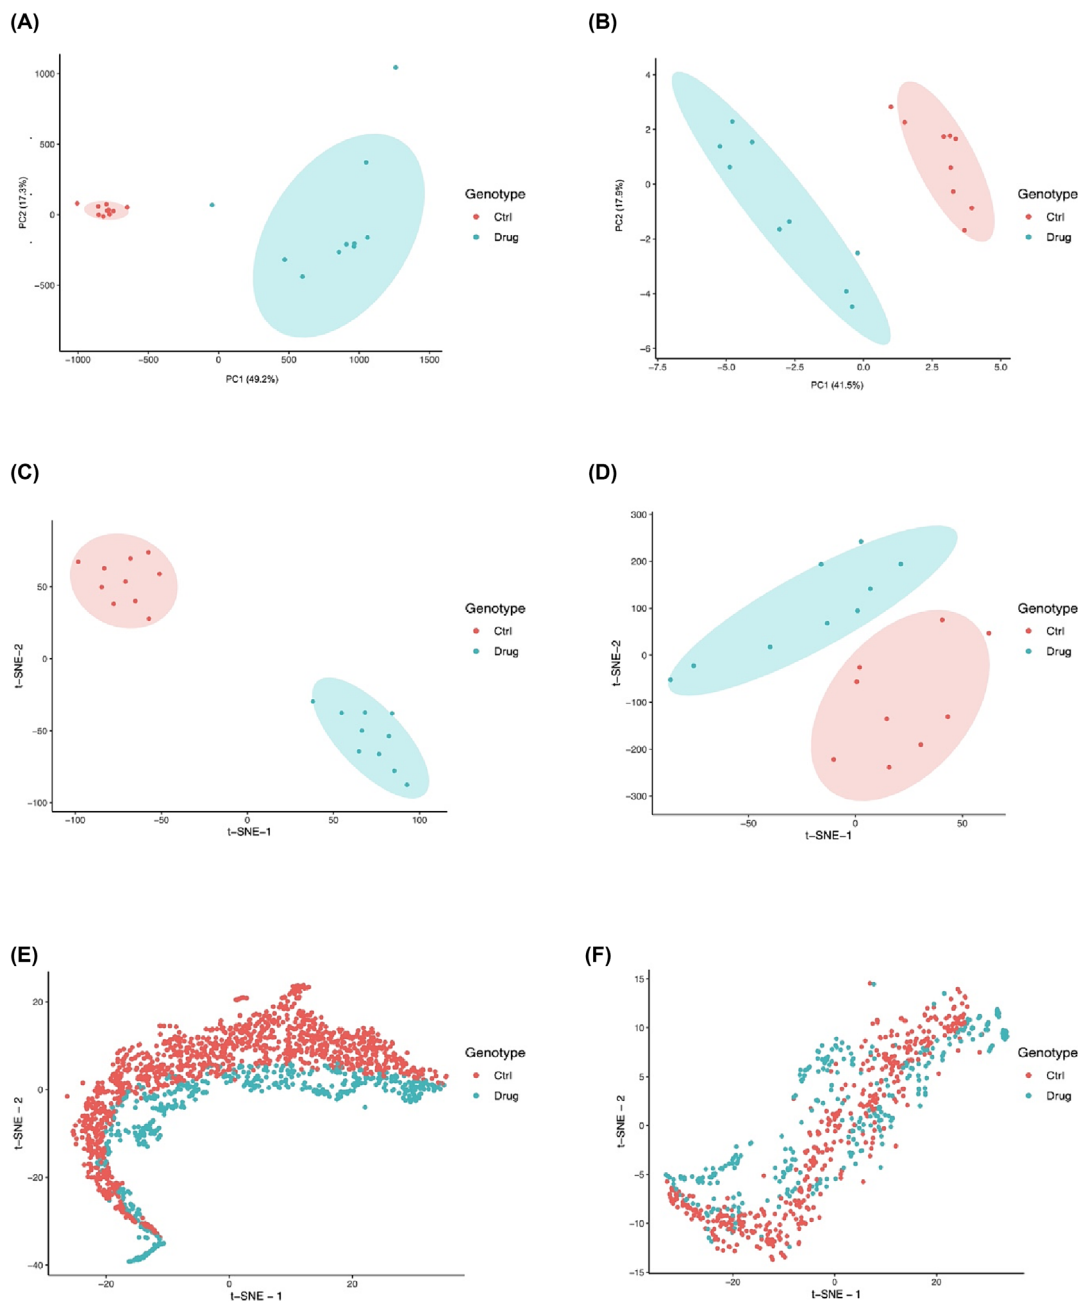 (A)
1000
500
0
−500
PC2 (17.3%)
−1000
−500
0
500
1000
1500
PC1 (49.2%)
Genotype
Ctrl
Drug
(B)
4
2
0
−2
−4
−6
PC2 (17.9%)
−7.5
−5.0
−2.5
0.0
2.5
5.0
PC1 (41.5%)
Genotype
Ctrl
Drug
(C)
50
0
−50
−100
t−SNE−2
−100
−50
0
50
100
t−SNE−1
Genotype
Ctrl
Drug
(D)
300
200
100
0
−100
−200
−300
t−SNE−2
−50
0
50
t−SNE−1
Genotype
Ctrl
Drug
(E)
20
0
−20
−40
t−SNE − 2
−20
0
20
t−SNE − 1
Genotype
Ctrl
Drug
(F)
15
10
5
0
−5
−10
−15
t−SNE − 2
−20
0
20
t−SNE − 1
Genotype
Ctrl
Drug